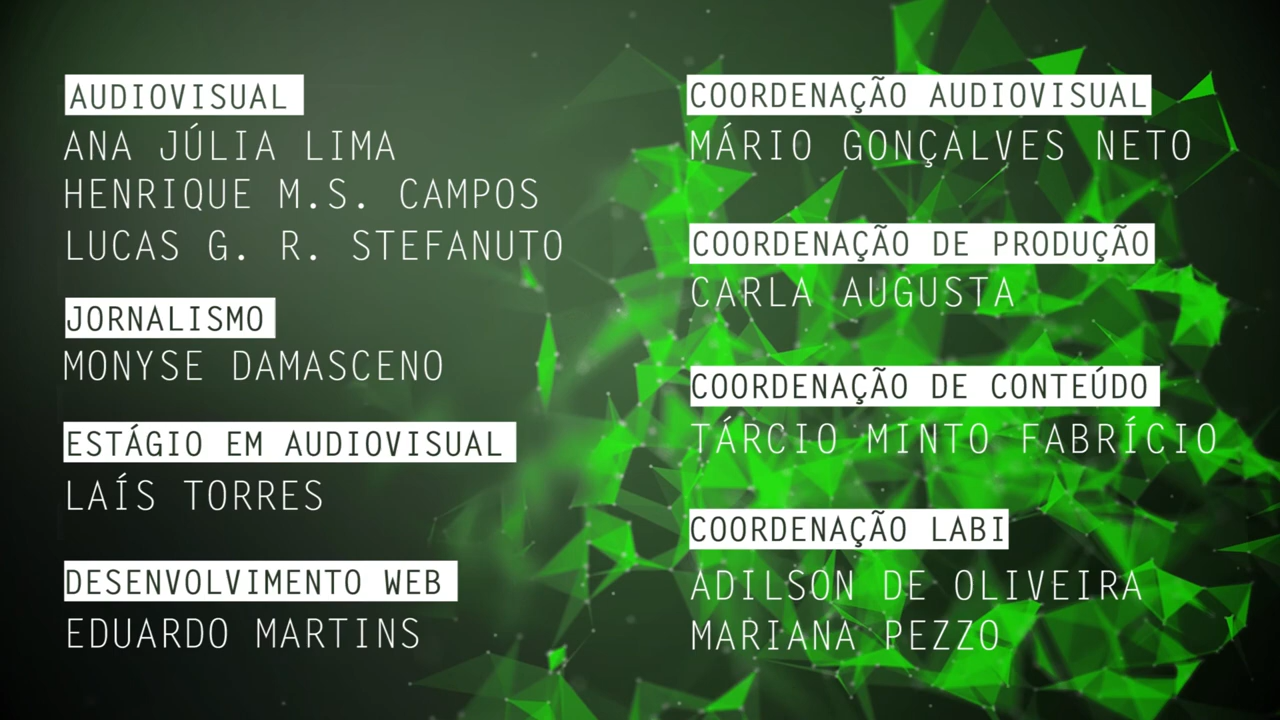 AUDIOVISUAL
ANA JÚLIA LIMA
HENRIQUE M.S. CAMPOS
LUCAS G. R. STEFANUTO
JORNALISMO
MONYSE DAMASCENO
ESTÁGIO EM AUDIOVISUAL
LAÍS TORRES
DESENVOLVIMENTO WEB
EDUARDO MARTINS
COORDENAÇÃO AUDIOVISUAL
MÁRIO GONÇALVES NETO
COORDENAÇÃO DE PRODUÇÃO
CARLA AUGUSTA
COORDENAÇÃO DE CONTEÚDO
TÁRCIO MINTO FABRÍCIO
COORDENAÇÃO LABI
ADILSON DE OLIVEIRA
MARIANA PEZZO